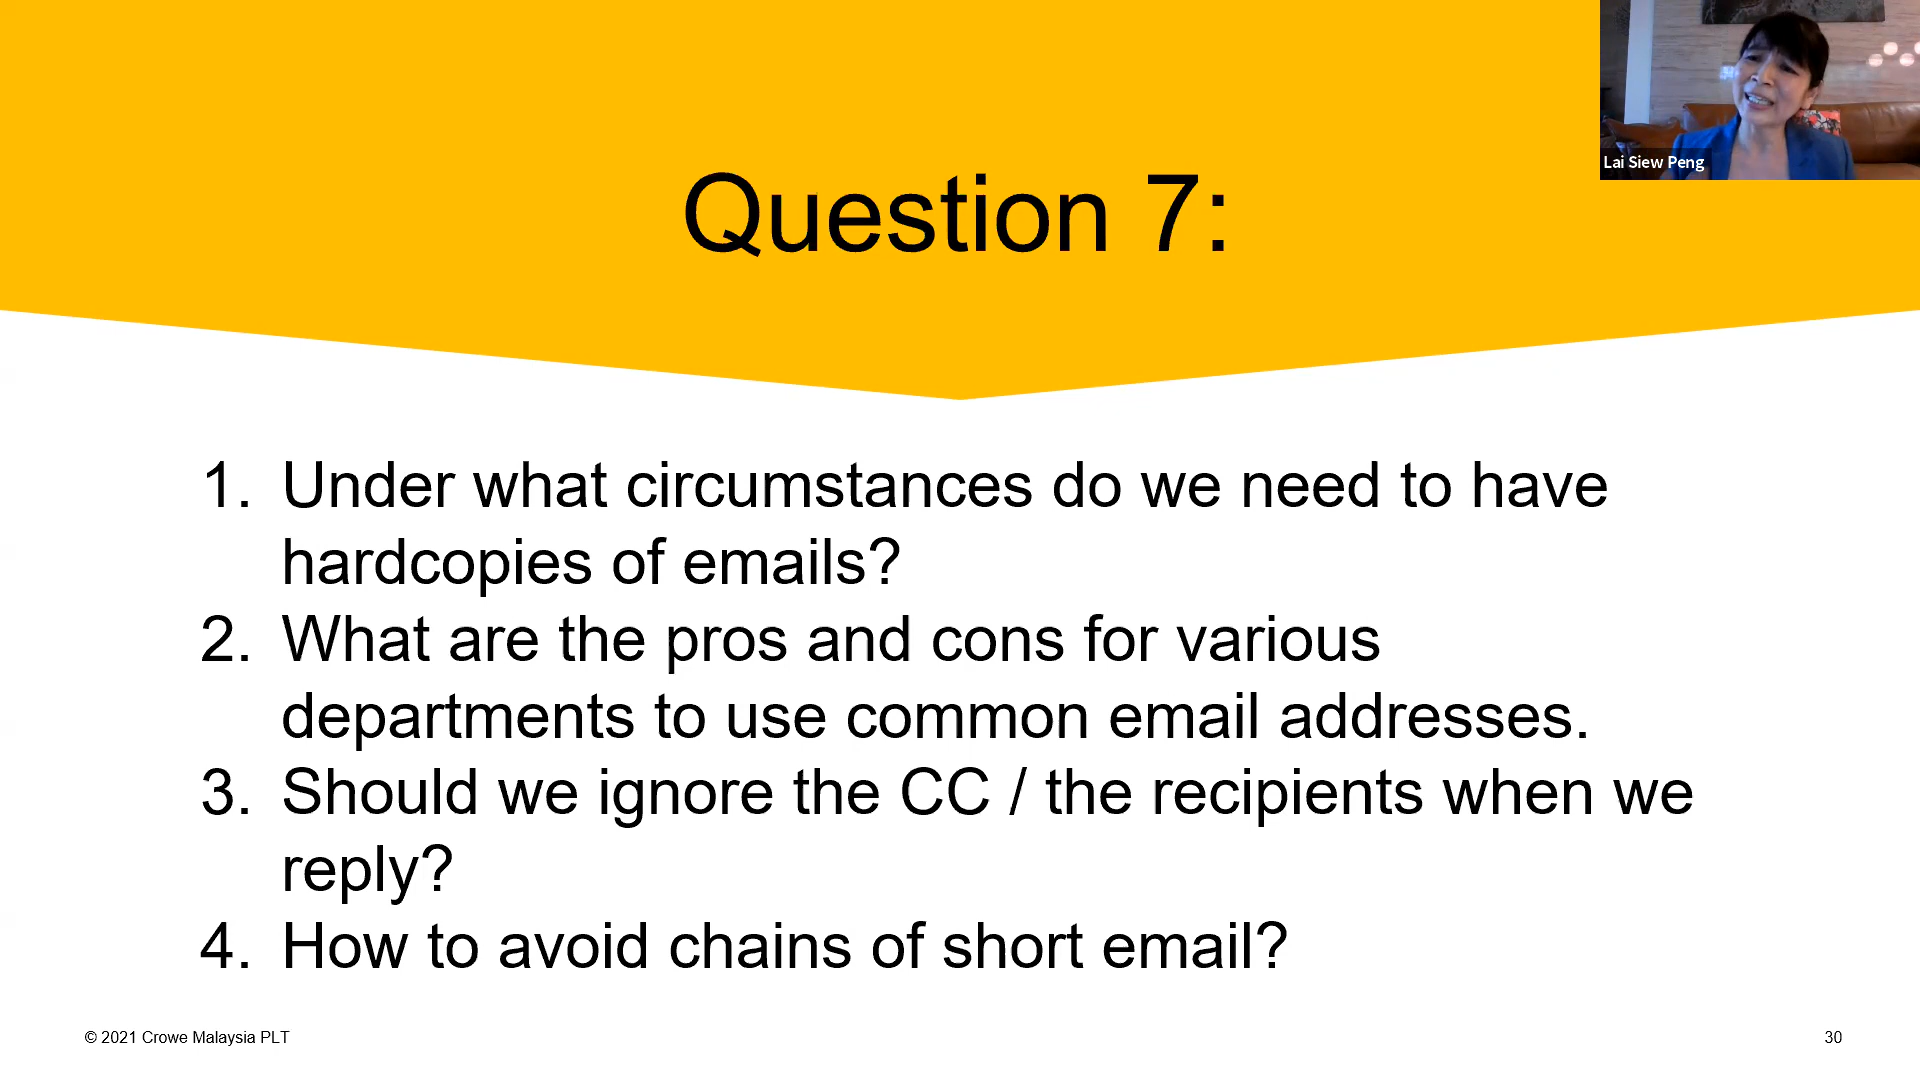 Lai Siew Peng
Question 7:
1. Under what circumstances do we need to have
hardcopies of emails?
2. What are the pros and cons for various
departments to use common email addresses.
3. Should we ignore the CC / the recipients when we
reply?
4. How to avoid chains of short email?
© 2021 Crowe Malaysia PLT
30